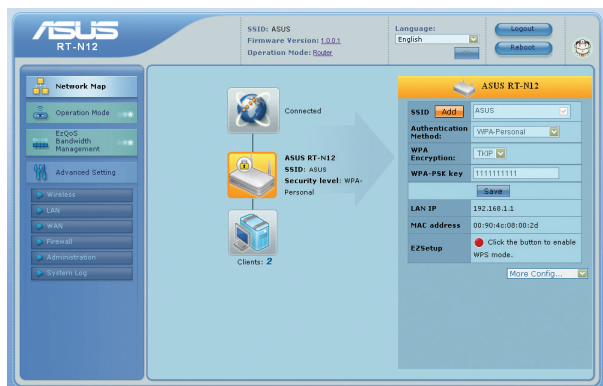 ASUS
RT-N12
SSID: ASUS
Firmware Version: 1.0.0.1
Operation Mode: Router
Language:
English
Logout
Reboot
Network Map
Operation Mode
EzQoS
Bandwidth
Management
Advanced Setting
Wireless
LAN
WAN
Firewall
Administration
System Log
Connected
ASUS RT-N12
SSID: ASUS
Security level: WPA-
Personal
Clients: 2
ASUS RT-N12
SSID Add ASUS
Authentication
Method: WPA-Personal
WPA
Encryption: TKIP
WPA-PSK key 1111111111
Save
LAN IP 192.168.1.1
MAC address 00:90:4c:08:00:2d
EZSetup Click the button to enable
WPS mode.
More Config...